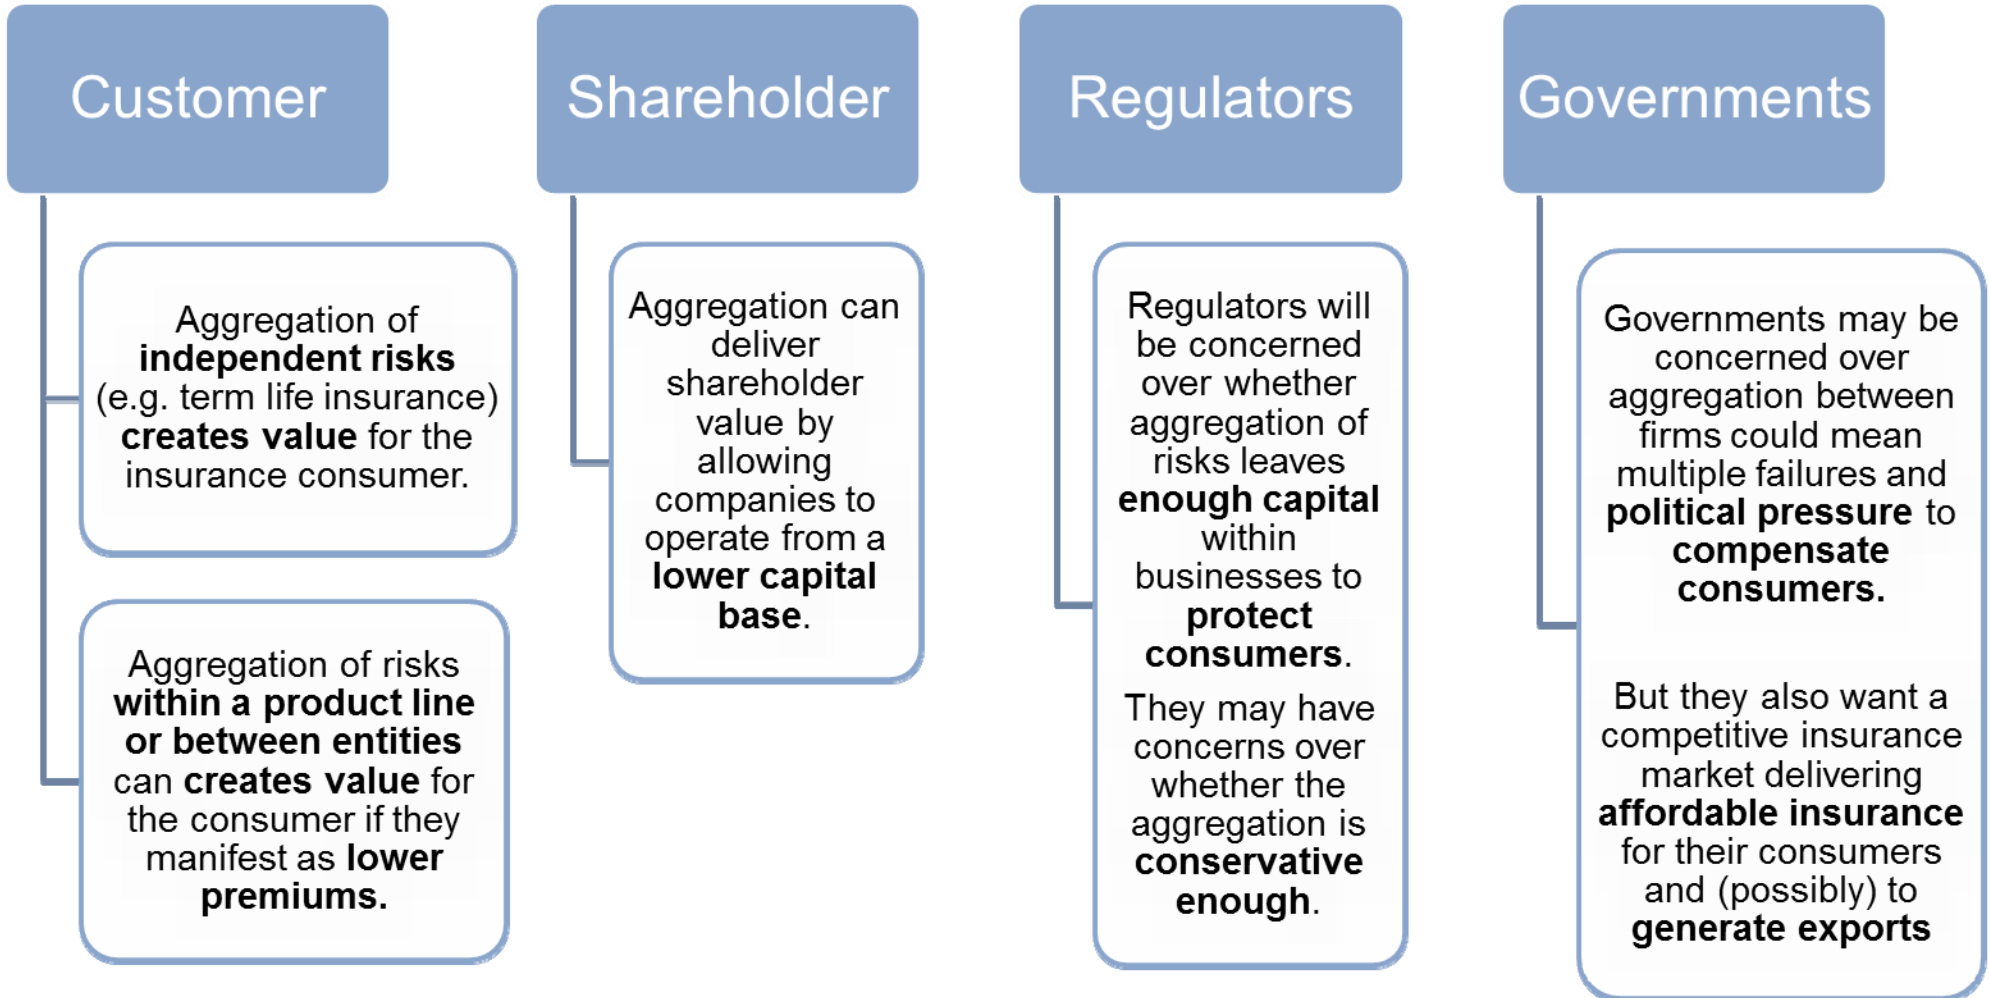 Customer
Aggregation of
independent risks
(e.g. term life insurance)
creates value for the
insurance consumer.
Aggregation of risks
within a product line
or between entities
can creates value for
the consumer if they
manifest as lower
premiums.
Shareholder
Aggregation can
deliver
shareholder
value by
allowing
companies to
operate from a
lower capital
base.
Regulators
Regulators will
be concerned
over whether
aggregation of
risks leaves
enough capital
within
businesses to
protect
consumers.
They may have
concerns over
whether the
aggregation is
conservative
enough.
Governments
Governments may be
concerned over
aggregation between
firms could mean
multiple failures and
political pressure to
compensate
consumers.
But they also want a
competitive insurance
market delivering
affordable insurance
for their consumers
and (possibly) to
generate exports